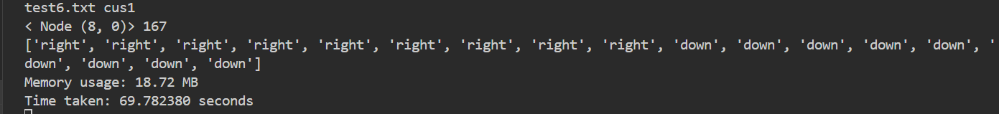 test6.txt cus1
< Node (8, 0)> 167
['right', 'right', 'right', 'right', 'right', 'right', 'right', 'right', 'right', 'down', 'down', 'down', 'down', 'down', '
down', 'down', 'down', 'down']
Memory usage: 18.72 MB
Time taken: 69.782380 seconds